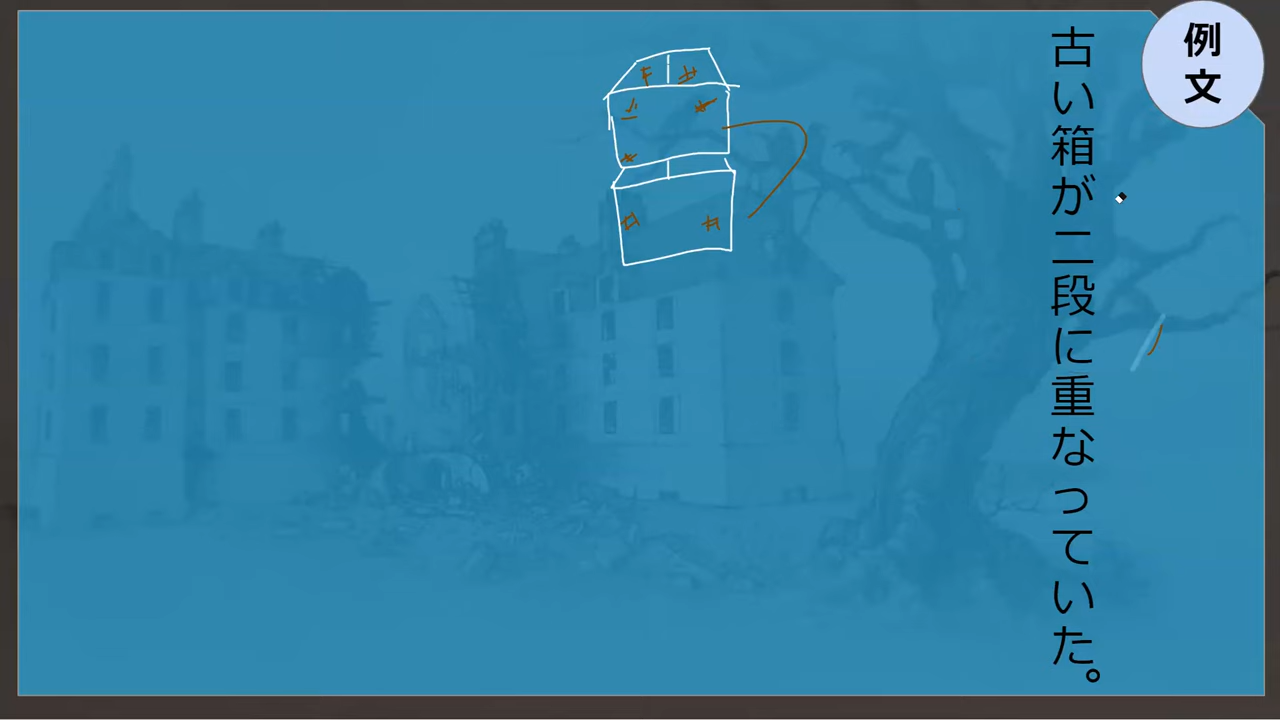 例文
古い箱が二段に重なっていた。